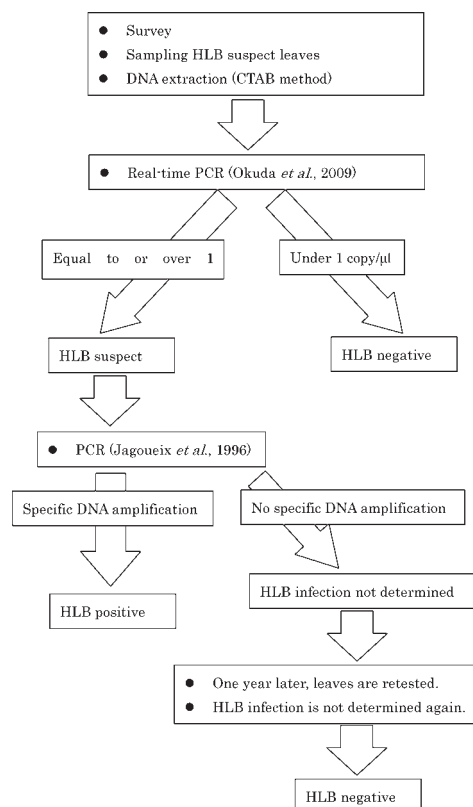 ● Survey
● Sampling HLB suspect leaves
● DNA extraction (CTAB method)
● Real-time PCR (Okuda et al., 2009)
Equal to or over 1
Under 1 copy/μl
HLB suspect
HLB negative
● PCR (Jagoueix et al., 1996)
Specific DNA amplification
No specific DNA amplification
HLB positive
HLB infection not determined
● One year later, leaves are retested.
● HLB infection is not determined again.
HLB negative